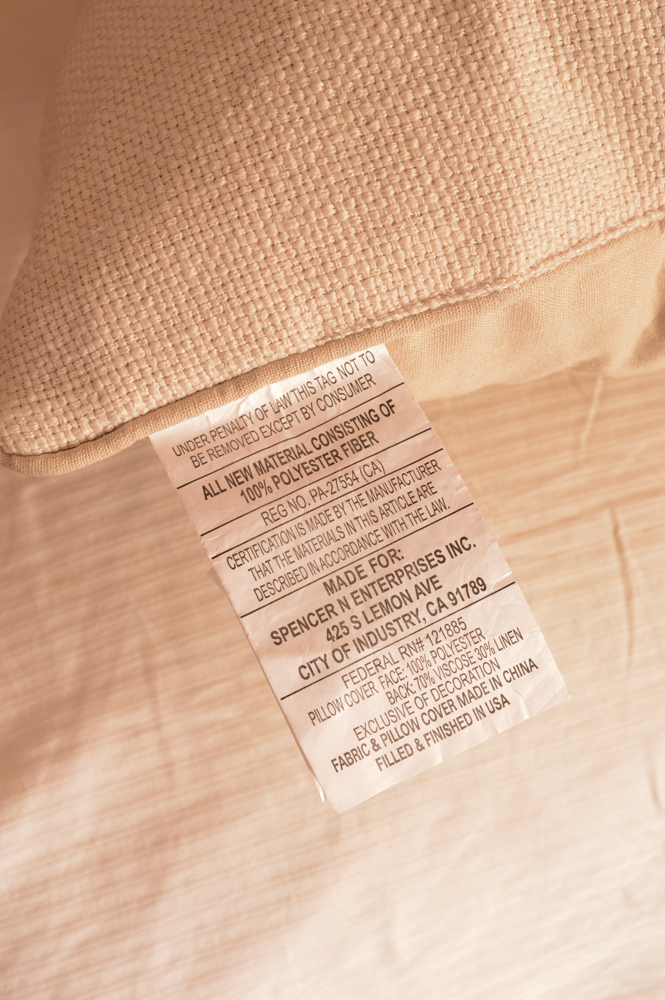 UNDER PENALTY OF LAW THIS TAG NOT TO
BE REMOVED EXCEPT BY CONSUMER
ALL NEW MATERIAL CONSISTING OF
100% POLYESTER FIBER
REG NO. PA-27554 (CA)
CERTIFICATION IS MADE BY THE MANUFACTURER
THAT THE MATERIALS IN THIS ARTICLE ARE
DESCRIBED IN ACCORDANCE WITH THE LAW.
MADE FOR:
SPENCER N ENTERPRISES INC.
425 S LEMON AVE
CITY OF INDUSTRY, CA 91789
FEDERAL RN# 121885
PILLOW COVER FACE: 100% POLYESTER
BACK: 70% VISCOSE 30% LINEN
EXCLUSIVE OF DECORATION
FABRIC & PILLOW COVER MADE IN CHINA
FILLED & FINISHED IN USA